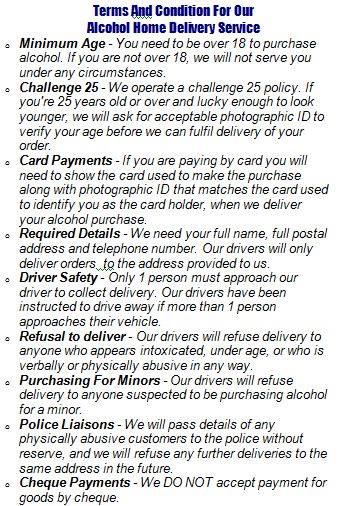 Terms And Condition For Our
Alcohol Home Delivery Service
o Minimum Age - You need to be over 18 to purchase
alcohol. If you are not over 18, we will not serve you
under any circumstances.
o Challenge 25 - We operate a challenge 25 policy. If
you're 25 years old or over and lucky enough to look
younger, we will ask for acceptable photographic ID to
verify your age before we can fulfil delivery of your
order.
o Card Payments - If you are paying by card you will
need to show the card used to make the purchase
along with photographic ID that matches the card used
to identify you as the card holder, when we deliver
your alcohol purchase.
o Required Details - We need your full name, full postal
address and telephone number. Our drivers will only
deliver orders to the address provided to us.
o Driver Safety - Only 1 person must approach our
driver to collect delivery. Our drivers have been
instructed to drive away if more than 1 person
approaches their vehicle.
o Refusal to deliver - Our drivers will refuse delivery to
anyone who appears intoxicated, under age, or who is
verbally or physically abusive in any way.
o Purchasing For Minors - Our drivers will refuse
delivery to anyone suspected to be purchasing alcohol
for a minor.
o Police Liaisons - We will pass details of any
physically abusive customers to the police without
reserve, and we will refuse any further deliveries to the
same address in the future.
o Cheque Payments - We DO NOT accept payment for
goods by cheque.